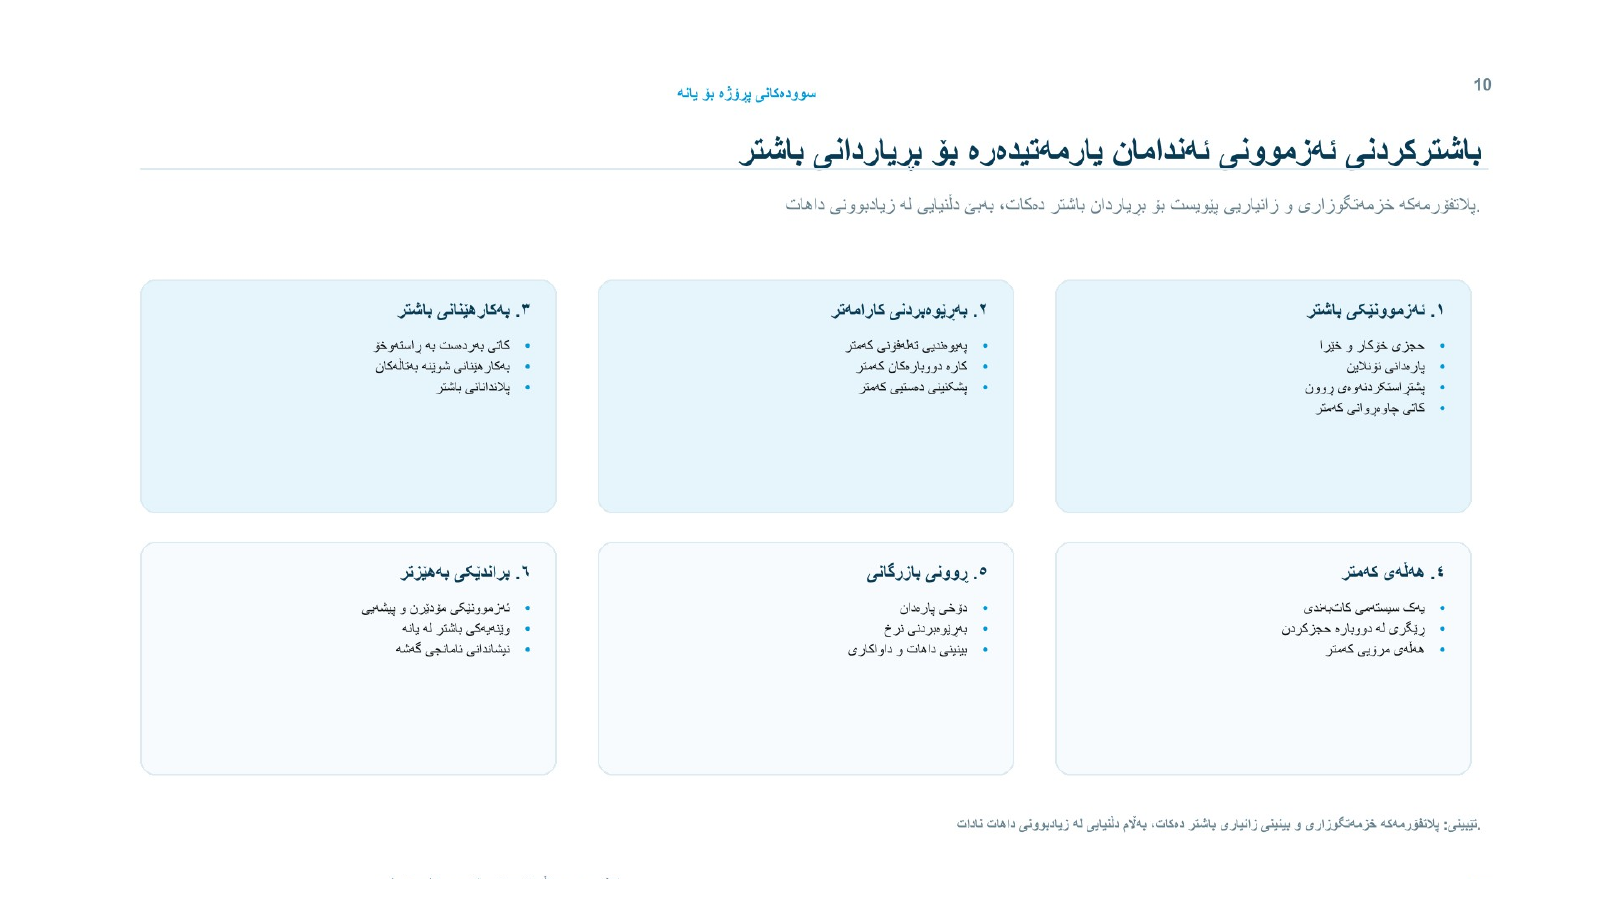 10
سوودەکانی پڕۆژە بۆ یانە
باشترکردنی ئەزموونی ئەندامان یارمەتیدەرە بۆ بڕیاردانی باشتر
پلاتفۆرمەکە خزمەتگوزاری و زانیاریی پێویست بۆ بڕیاردان باشتر دەکات، بەبێ دڵنیایی لە زیادبوونی داهات.
١. ئەزموونێکی باشتر
حجزی خۆکار و خێرا
پارەدانی ئۆنلاین
پشتڕاستکردنەوەی ڕوون
کاتی چاوەڕوانی کەمتر
٢. بەڕێوەبردنی کارامەتر
پەیوەندیی تەلەفۆنی کەمتر
کارە دووبارەکان کەمتر
پشکنینی دەستیی کەمتر
٣. بەکارهێنانی باشتر
کاتی بەردەست بە ڕاستەوخۆ
بەکارهێنانی شوێنە بەتاڵەکان
پلاندانانی باشتر
٤. هەڵەی کەمتر
یەک سیستەمی کاتبەندی
ڕێگری لە دووبارە حجزکردن
هەڵەی مرۆیی کەمتر
٥. ڕوونی بازرگانی
دۆخی پارەدان
بەڕێوەبردنی نرخ
بینینی داهات و داواکاری
٦. براندێکی بەهێزتر
ئەزموونێکی مۆدێرن و پیشەیی
وێنەیەکی باشتر لە یانە
نیشاندانی ئامانجی گەشە
تێبینی: پلاتفۆرمەکە خزمەتگوزاری و بینینی زانیاری باشتر دەکات، بەڵام دڵنیایی لە زیادبوونی داهات نادات.